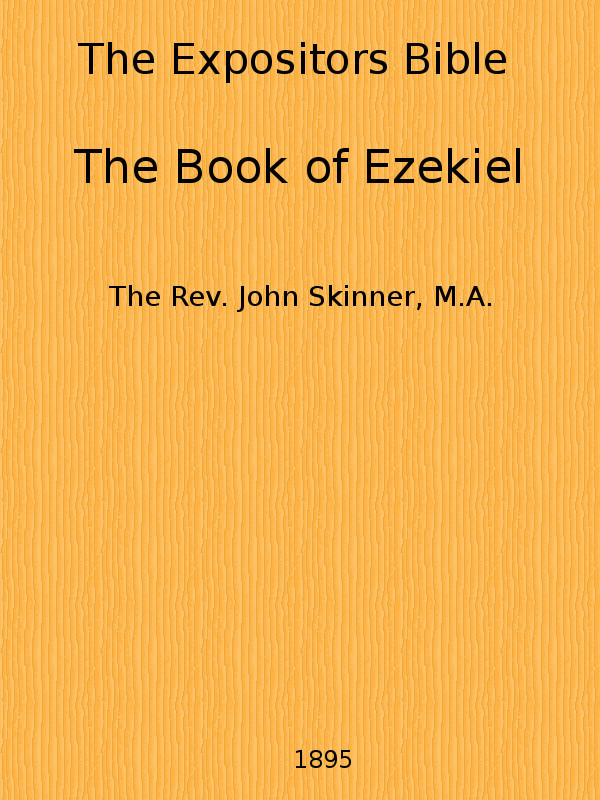 The Expositors Bible
The Book of Ezekiel
The Rev. John Skinner, M.A.
1895